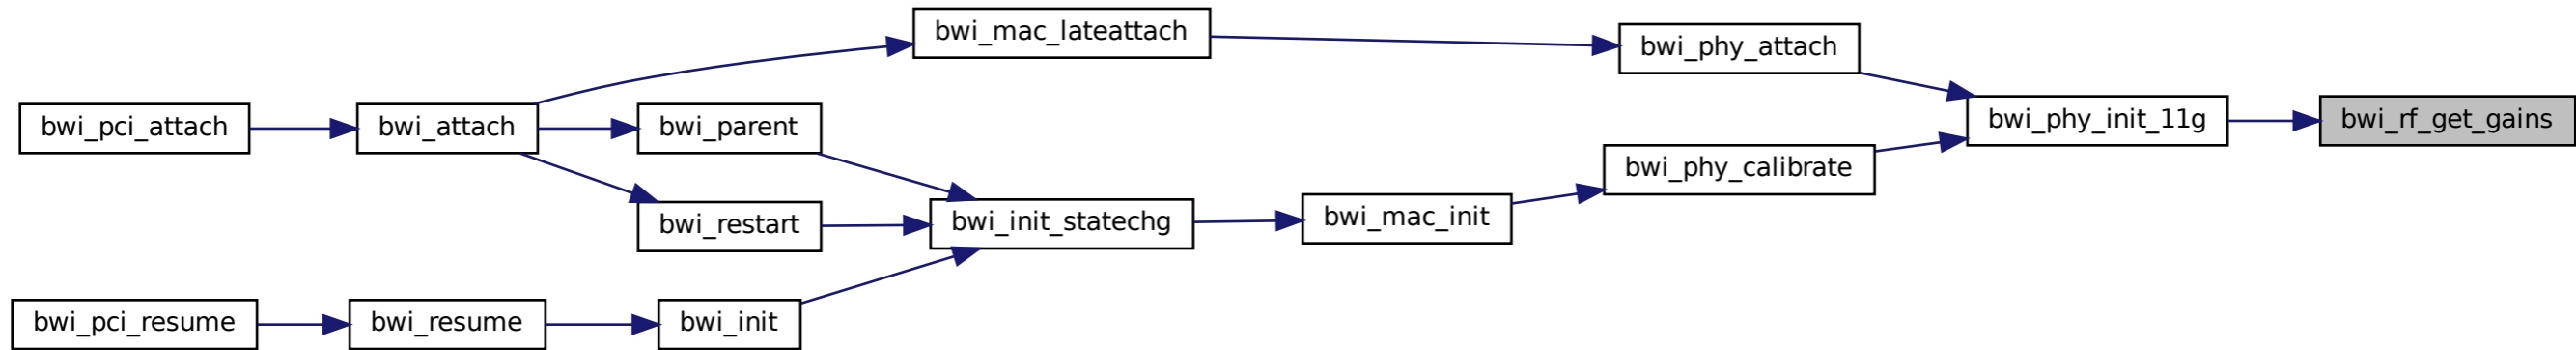 bwi_mac_lateattach
bwi_phy_attach
bwi_pci_attach
bwi_attach
bwi_parent
bwi_phy_init_11g
bwi_rf_get_gains
bwi_phy_calibrate
bwi_restart
bwi_init_statechg
bwi_mac_init
bwi_pci_resume
bwi_resume
bwi_init